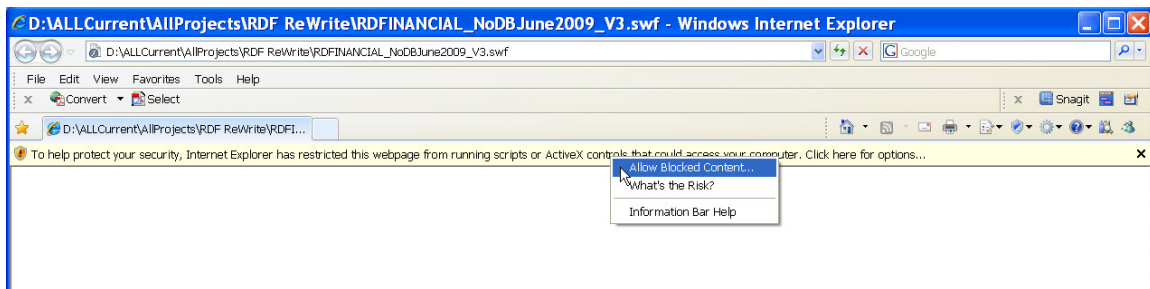 D:\ALLCurrent\AllProjects\RDF ReWrite\RDFINANCIAL_NoDBJune2009_V3.swf - Windows Internet Explorer
D:\ALLCurrent\AllProjects\RDF ReWrite\RDFINANCIAL_NoDBJune2009_V3.swf Google
File Edit View Favorites Tools Help
x Convert Select x Snagit
D:\ALLCurrent\AllProjects\RDF ReWrite\RDFI...
To help protect your security, Internet Explorer has restricted this webpage from running scripts or ActiveX controls that could access your computer. Click here for options...
Allow Blocked Content...
What's the Risk?
Information Bar Help